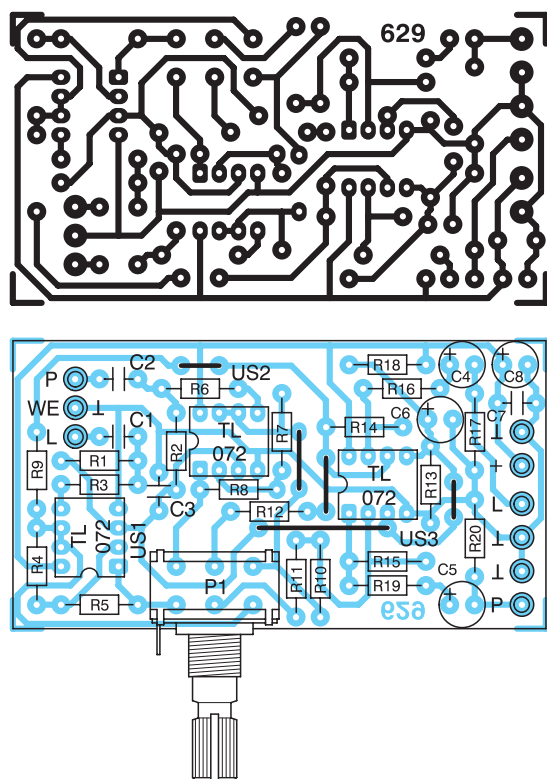 629
C2
P
US2
R18
R6
R16
C4
C8
WE ⊥
C6
C7
C1
TL
072
R7
R14
R17
⊥
L
R2
R9
R1
TL
072
R13
+
R3
R8
C3
R12
L
TL
072
US1
US3
R20
⊥
R4
P1
R11
R10
R15
C5
⊥
R5
R19
629
P